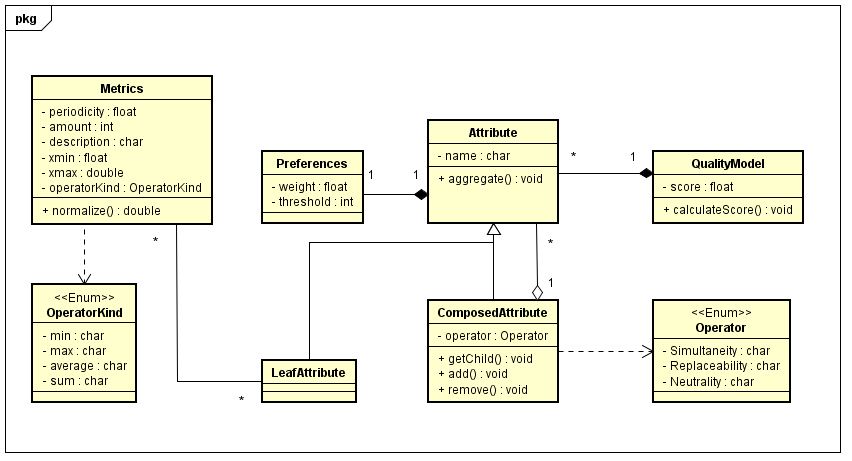 pkg
Metrics
- periodicity : float
- amount : int
- description : char
- xmin : float
- xmax : double
- operatorKind : OperatorKind
+ normalize() : double
Preferences
- weight : float
- threshold : int
1
1
Attribute
- name : char
+ aggregate() : void
*
1
QualityModel
- score : float
+ calculateScore() : void
*
*
1
<<Enum>>
OperatorKind
- min : char
- max : char
- average : char
- sum : char
*
LeafAttribute
ComposedAttribute
- operator : Operator
+ getChild() : void
+ add() : void
+ remove() : void
<<Enum>>
Operator
- Simultaneity : char
- Replaceability : char
- Neutrality : char